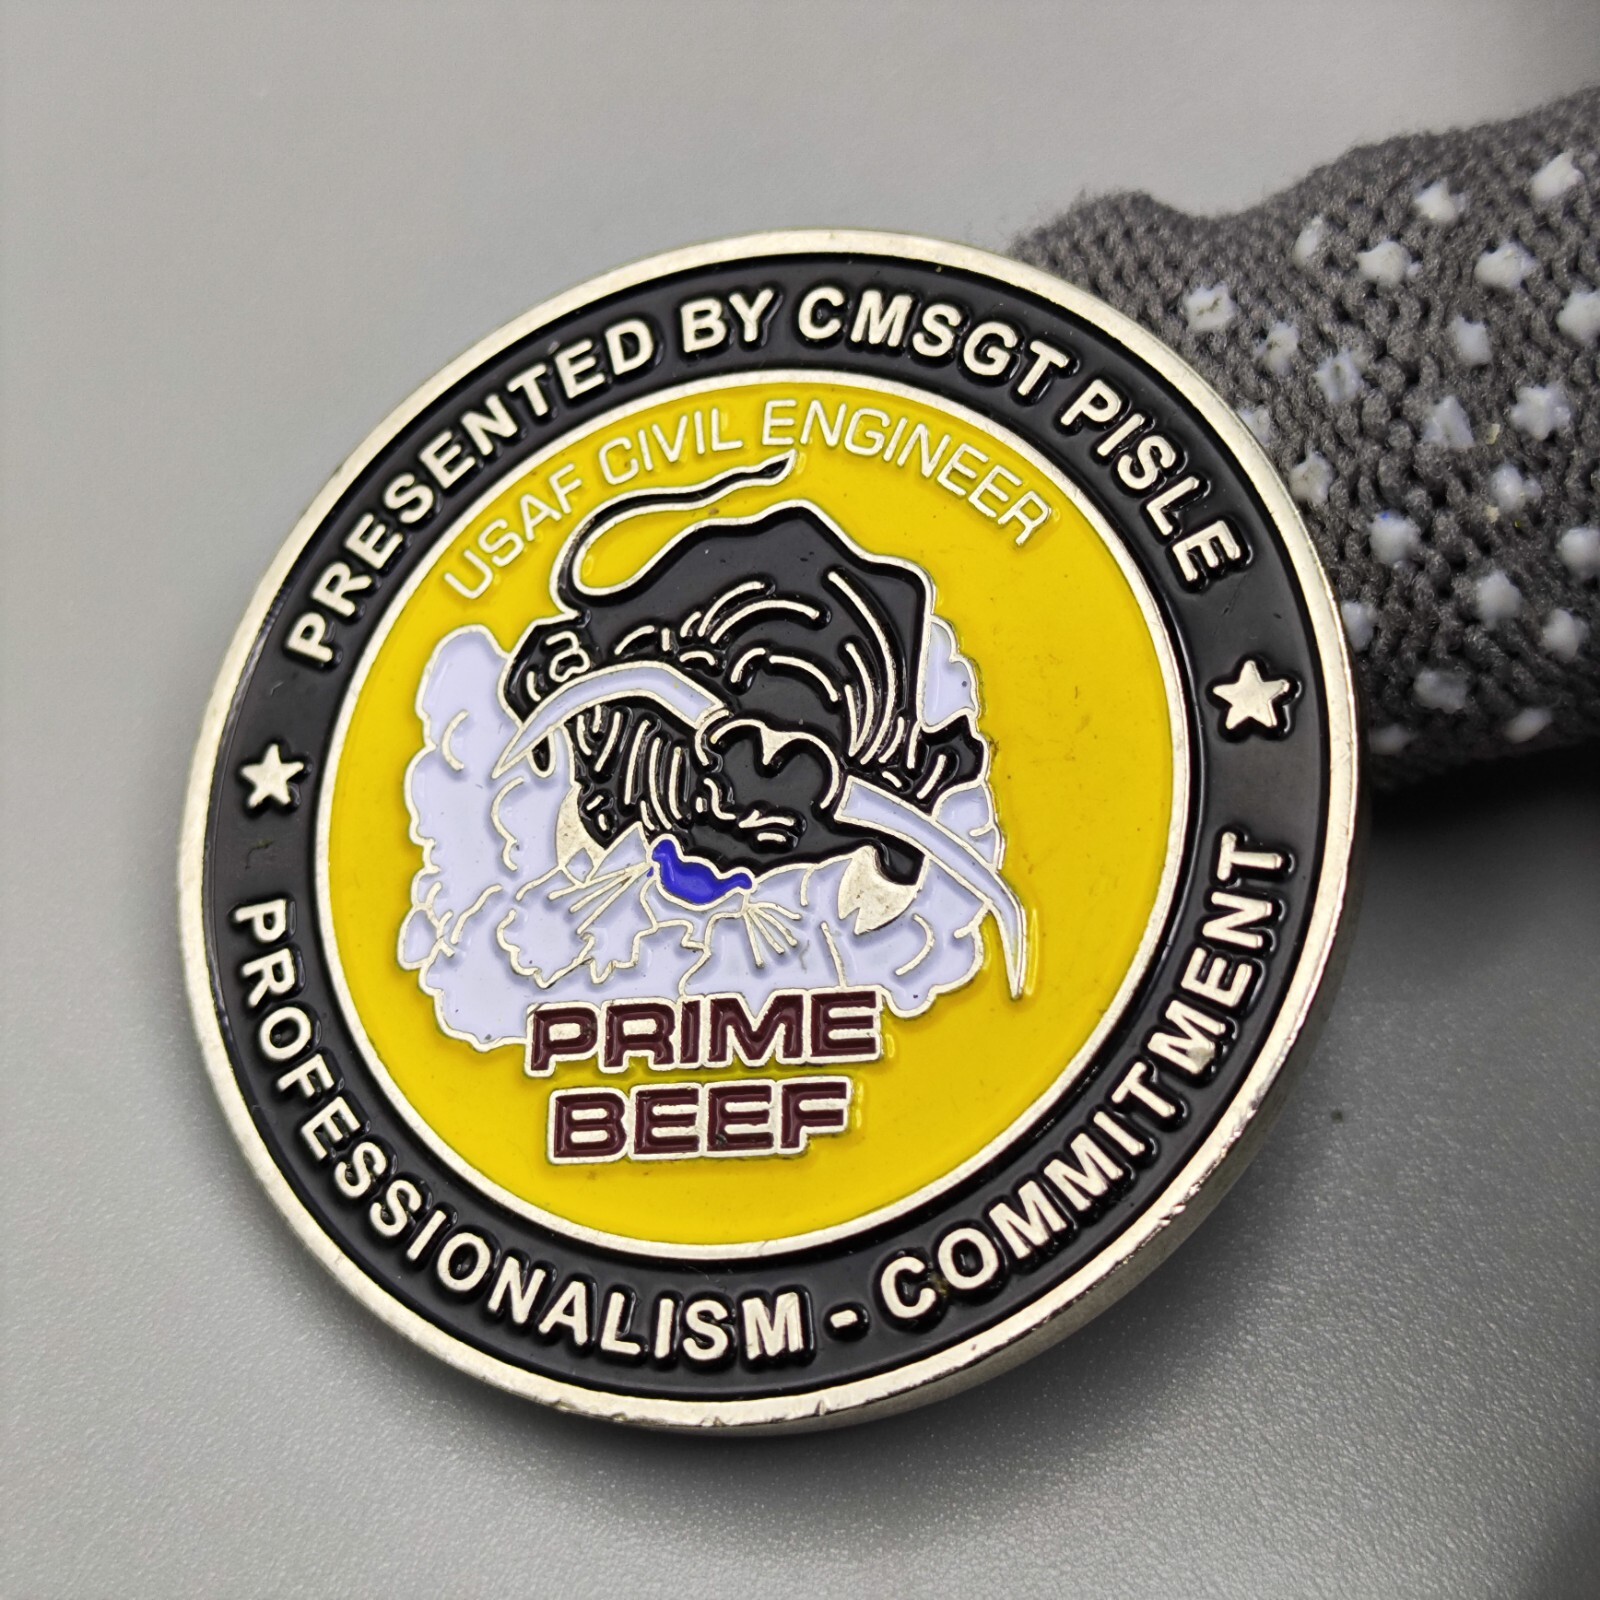 PRESENTED BY CMSGT PISLE
USAF CIVIL ENGINEER
PRIME
BEEF
PROFESSIONALISM - COMMITMENT